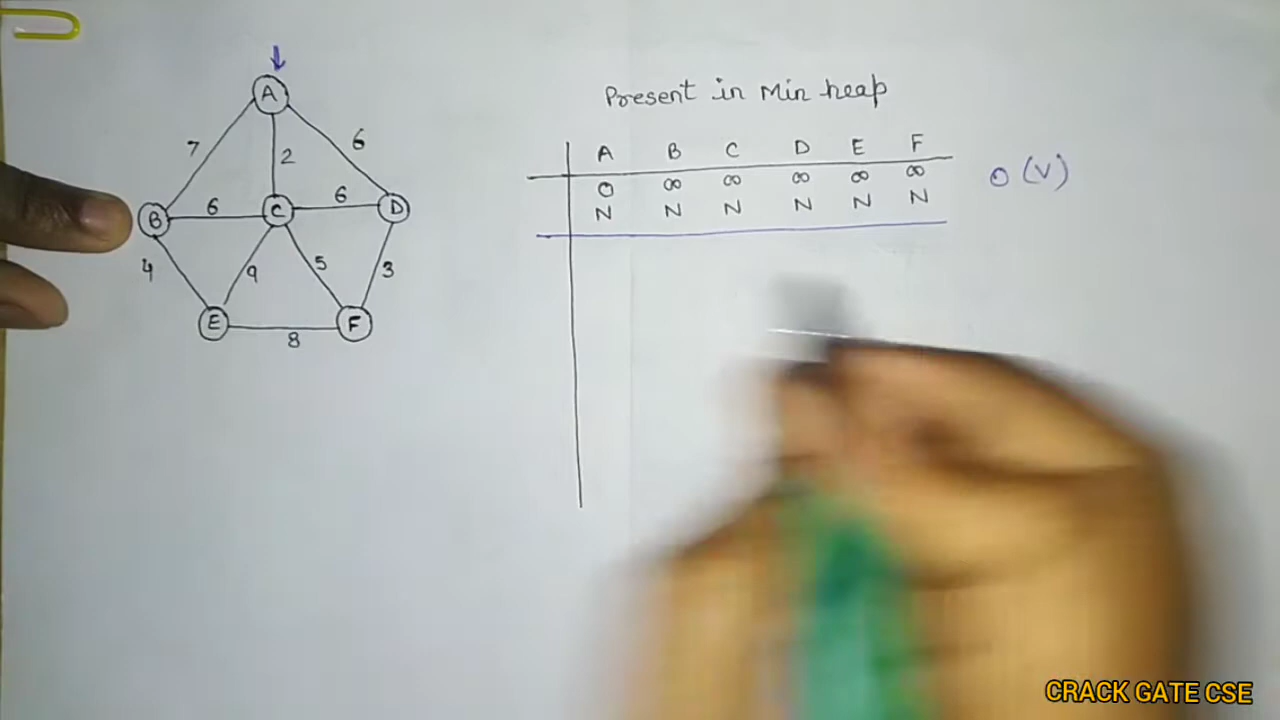 A
7
2
6
B
6
C
6
D
4
9
5
3
E
8
F
Present in Min heap
A B C D E F
0 ∞ ∞ ∞ ∞ ∞
N N N N N N
O (V)
CRACK GATE CSE